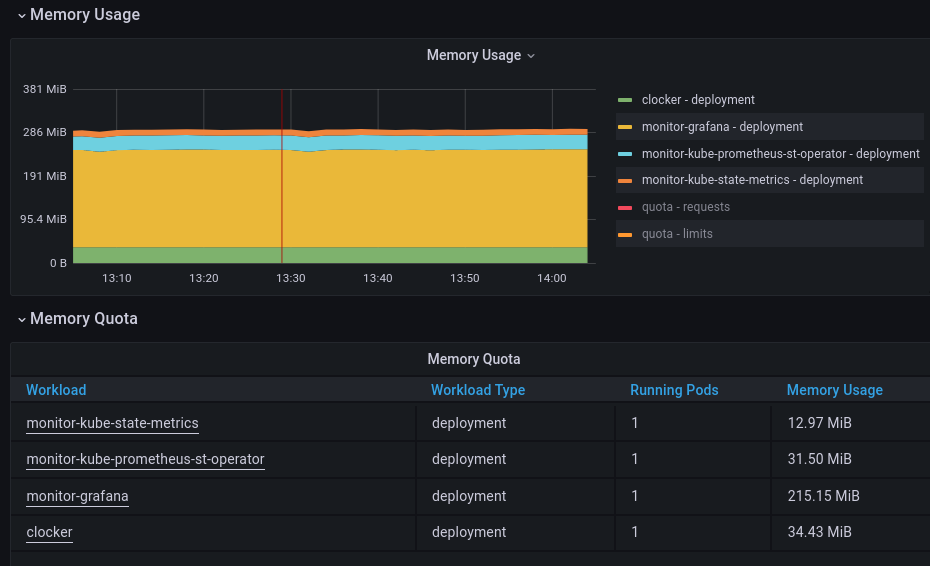 Memory Usage
Memory Usage
381 MiB
286 MiB
191 MiB
95.4 MiB
0 B
13:10 13:20 13:30 13:40 13:50 14:00
clocker - deployment
monitor-grafana - deployment
monitor-kube-prometheus-st-operator - deployment
monitor-kube-state-metrics - deployment
quota - requests
quota - limits
Memory Quota
Memory Quota
Workload Workload Type Running Pods Memory Usage
monitor-kube-state-metrics deployment 1 12.97 MiB
monitor-kube-prometheus-st-operator deployment 1 31.50 MiB
monitor-grafana deployment 1 215.15 MiB
clocker deployment 1 34.43 MiB